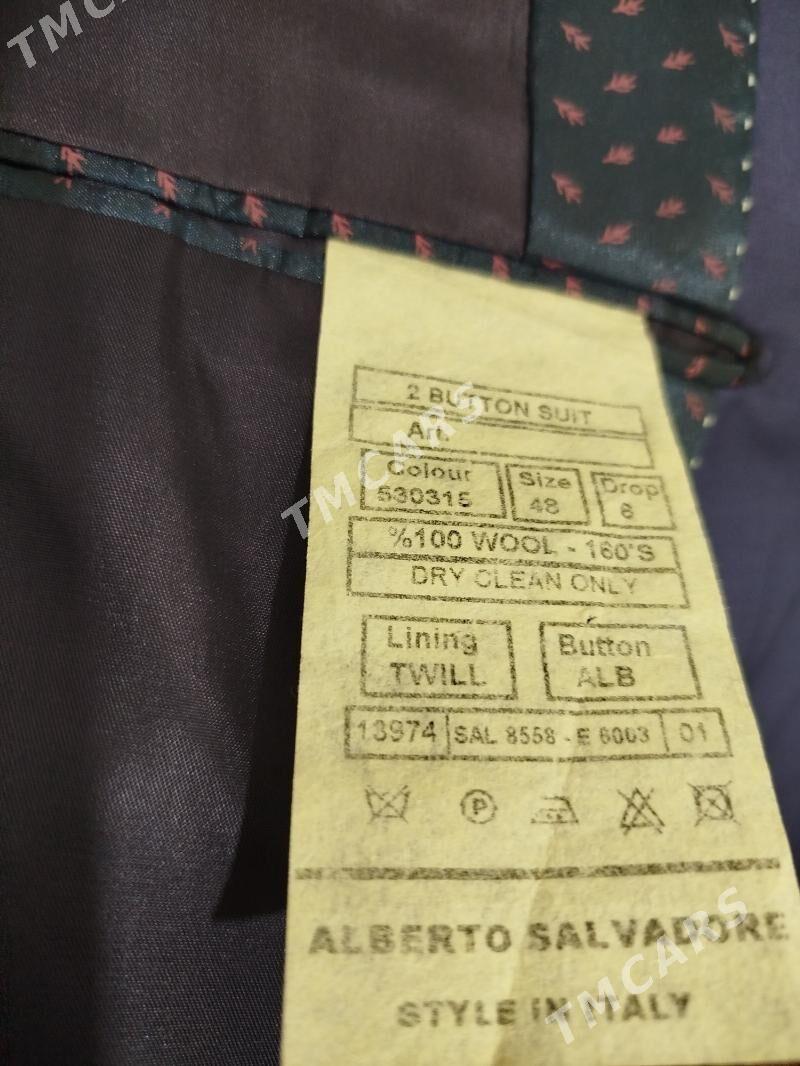 TMCARS
2 BUTTON SUIT
Art.
Colour Size Drop
530315 48 6
TMCARS
%100 WOOL - 160'S
DRY CLEAN ONLY
Lining Button
TWILL ALB
13974 SAL 8558 - E 6003 01
P
ALBERTO SALVADORE
STYLE IN ITALY
TMCARS